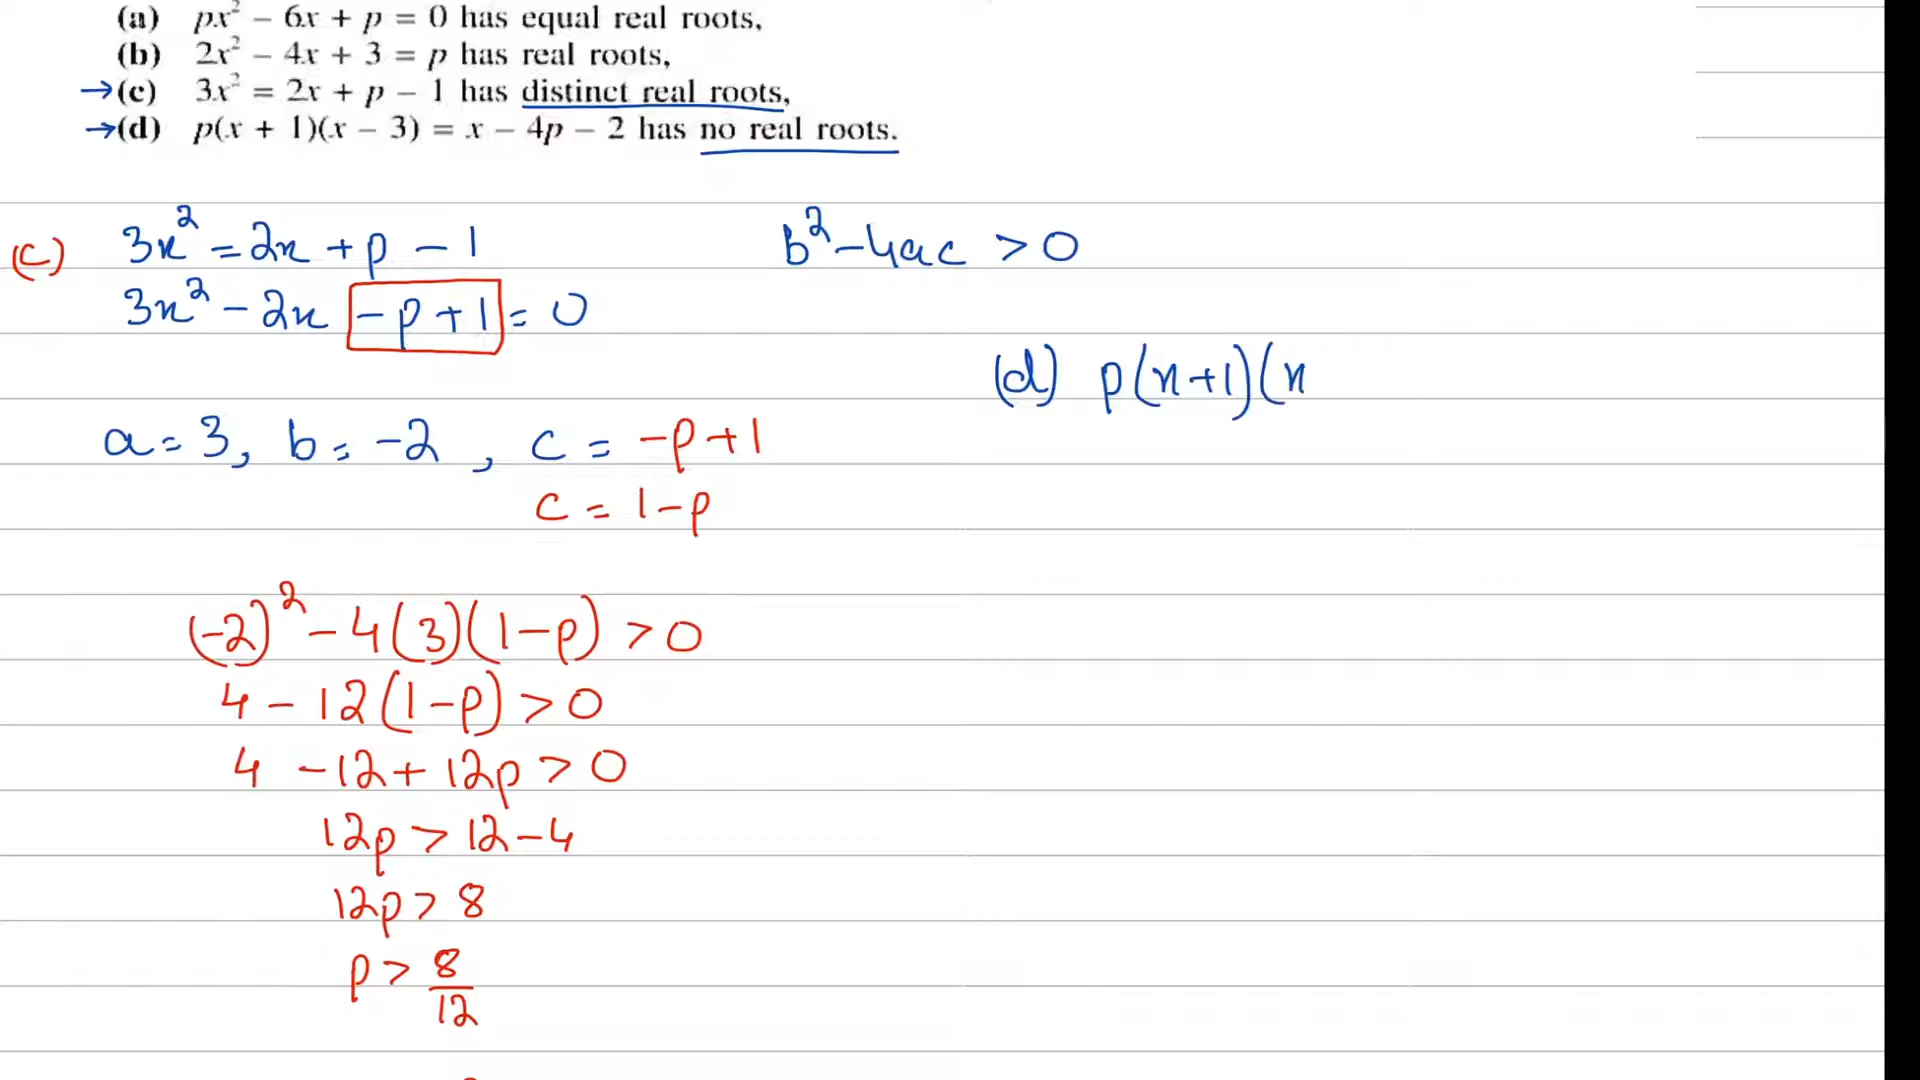 (a) px² − 6x + p = 0 has equal real roots,
(b) 2x² − 4x + 3 = p has real roots,
→(c) 3x² = 2x + p − 1 has distinct real roots,
→(d) p(x + 1)(x − 3) = x − 4p − 2 has no real roots.
(c) 3x² = 2x + p − 1
b² − 4ac > 0
3x² − 2x − p + 1 = 0
(d) p(x+1)(x
a = 3, b = −2, c = −p + 1
c = 1 − p
(−2)² − 4(3)(1 − p) > 0
4 − 12(1 − p) > 0
4 − 12 + 12p > 0
12p > 12 − 4
12p > 8
p > 8/12